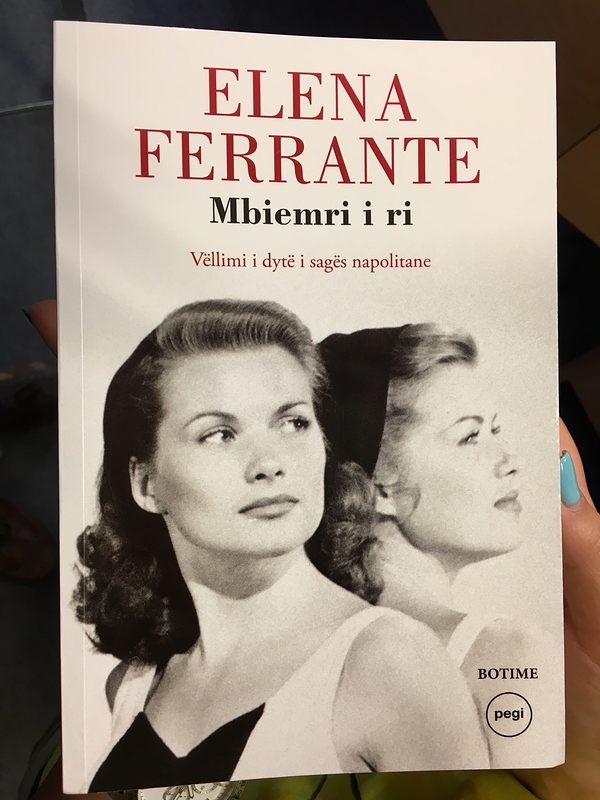 ELENA
FERRANTE
Mbiemri i ri
Vëllimi i dytë i sagës napolitane
BOTIME
pegi